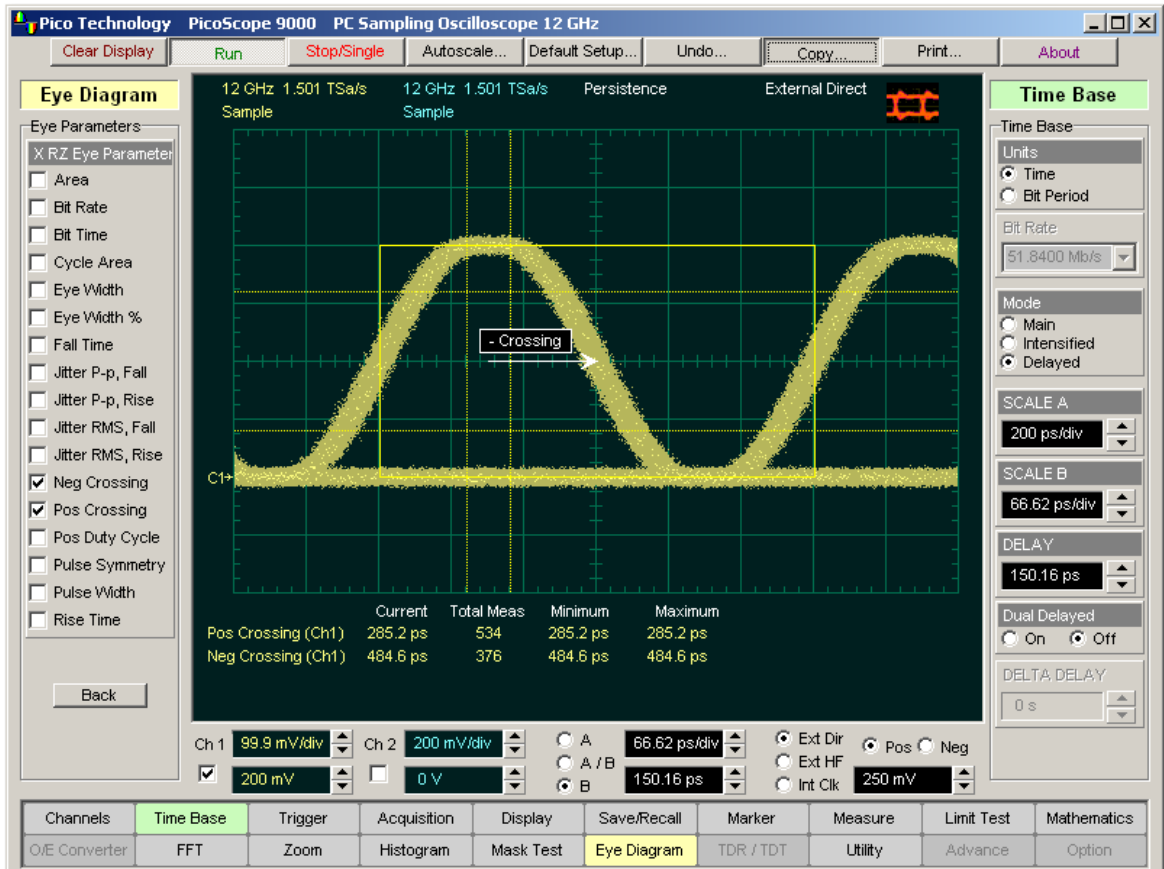 Pico Technology PicoScope 9000 PC Sampling Oscilloscope 12 GHz
Clear Display Run Stop/Single Autoscale... Default Setup... Undo... Copy... Print... About
Eye Diagram
Eye Parameters
X RZ Eye Parameter
Area
Bit Rate
Bit Time
Cycle Area
Eye Width
Eye Width %
Fall Time
Jitter P-p, Fall
Jitter P-p, Rise
Jitter RMS, Fall
Jitter RMS, Rise
Neg Crossing
Pos Crossing
Pos Duty Cycle
Pulse Symmetry
Pulse Width
Rise Time
Back
12 GHz 1.501 TSa/s 12 GHz 1.501 TSa/s Persistence External Direct
Sample Sample
- Crossing
C1
Current Total Meas Minimum Maximum
Pos Crossing (Ch1) 285.2 ps 534 285.2 ps 285.2 ps
Neg Crossing (Ch1) 484.6 ps 376 484.6 ps 484.6 ps
Time Base
Time Base
Units
Time
Bit Period
Bit Rate
51.8400 Mb/s
Mode
Main
Intensified
Delayed
SCALE A
200 ps/div
SCALE B
66.62 ps/div
DELAY
150.16 ps
Dual Delayed
On Off
DELTA DELAY
0 s
Ch 1 99.9 mV/div Ch 2 200 mV/div A 66.62 ps/div Ext Dir Pos Neg
A / B Ext HF
200 mV 0 V B 150.16 ps Int Clk 250 mV
Channels Time Base Trigger Acquisition Display Save/Recall Marker Measure Limit Test Mathematics
O/E Converter FFT Zoom Histogram Mask Test Eye Diagram TDR / TDT Utility Advance Option